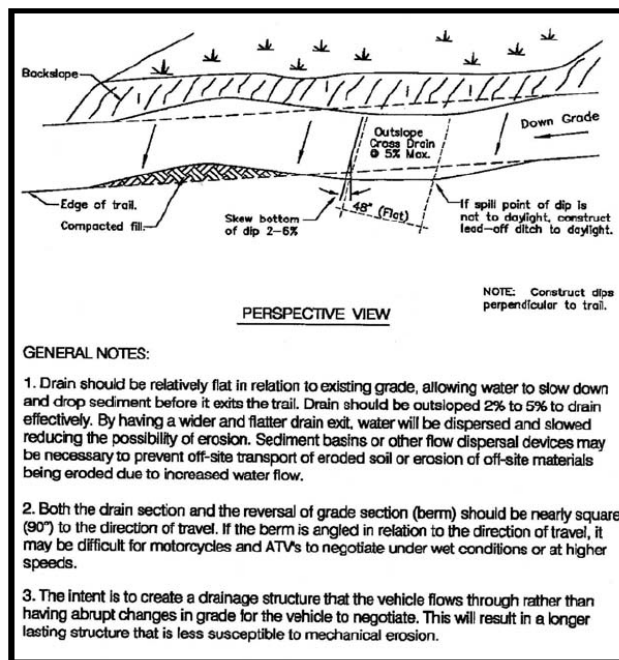 Backslope
Outslope
Cross Drain
@ 5% Max.
Down Grade
Edge of trail.
Compacted fill.
Skew bottom
of dip 2-6%
48" (Flat)
If spill point of dip is
not to daylight, construct
lead-off ditch to daylight.
PERSPECTIVE VIEW
NOTE: Construct dips
perpendicular to trail.
GENERAL NOTES:
1. Drain should be relatively flat in relation to existing grade, allowing water to slow down
and drop sediment before it exits the trail. Drain should be outsloped 2% to 5% to drain
effectively. By having a wider and flatter drain exit, water will be dispersed and slowed
reducing the possibility of erosion. Sediment basins or other flow dispersal devices may
be necessary to prevent off-site transport of eroded soil or erosion of off-site materials
being eroded due to increased water flow.
2. Both the drain section and the reversal of grade section (berm) should be nearly square
(90°) to the direction of travel. If the berm is angled in relation to the direction of travel, it
may be difficult for motorcycles and ATVs to negotiate under wet conditions or at higher
speeds.
3. The intent is to create a drainage structure that the vehicle flows through rather than
having abrupt changes in grade for the vehicle to negotiate. This will result in a longer
lasting structure that is less susceptible to mechanical erosion.